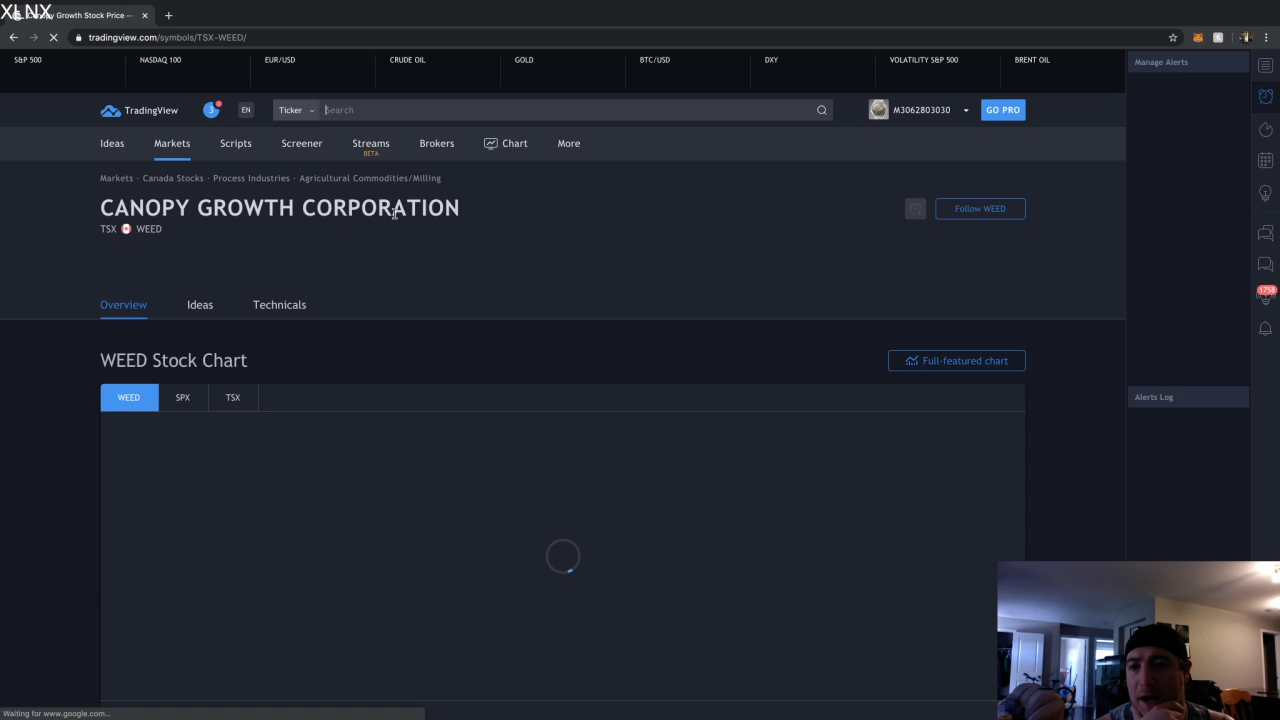 XLNX
Canopy Growth Stock Price —
tradingview.com/symbols/TSX-WEED/
S&P 500 NASDAQ 100 EUR/USD CRUDE OIL GOLD BTC/USD DXY VOLATILITY S&P 500 BRENT OIL
Manage Alerts
TradingView 3 EN Ticker Search M3062803030 GO PRO
Ideas Markets Scripts Screener Streams Brokers Chart More
BETA
Markets · Canada Stocks · Process Industries · Agricultural Commodities/Milling
CANOPY GROWTH CORPORATION
Follow WEED
TSX WEED
1758
Overview Ideas Technicals
WEED Stock Chart
Full-featured chart
WEED SPX TSX
Alerts Log
Waiting for www.google.com...